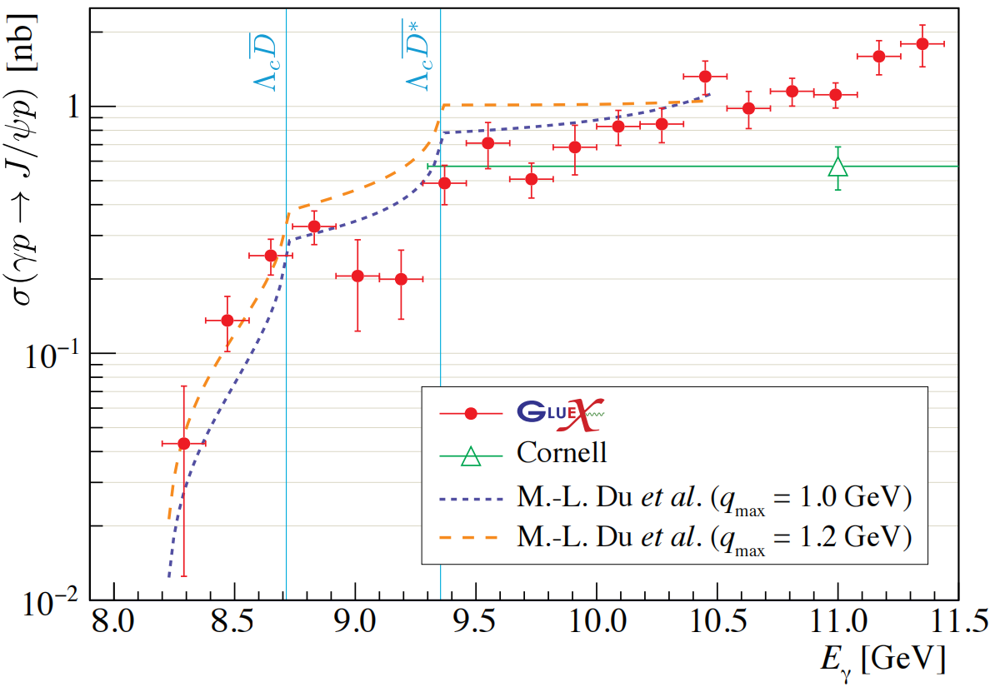 σ(γp → J/ψp) [nb]
Λ_c D̅
Λ_c D̅*
1
10⁻¹
10⁻²
GLUEX
Cornell
M.-L. Du et al. (q_max = 1.0 GeV)
M.-L. Du et al. (q_max = 1.2 GeV)
8.0 8.5 9.0 9.5 10.0 10.5 11.0 11.5
E_γ [GeV]